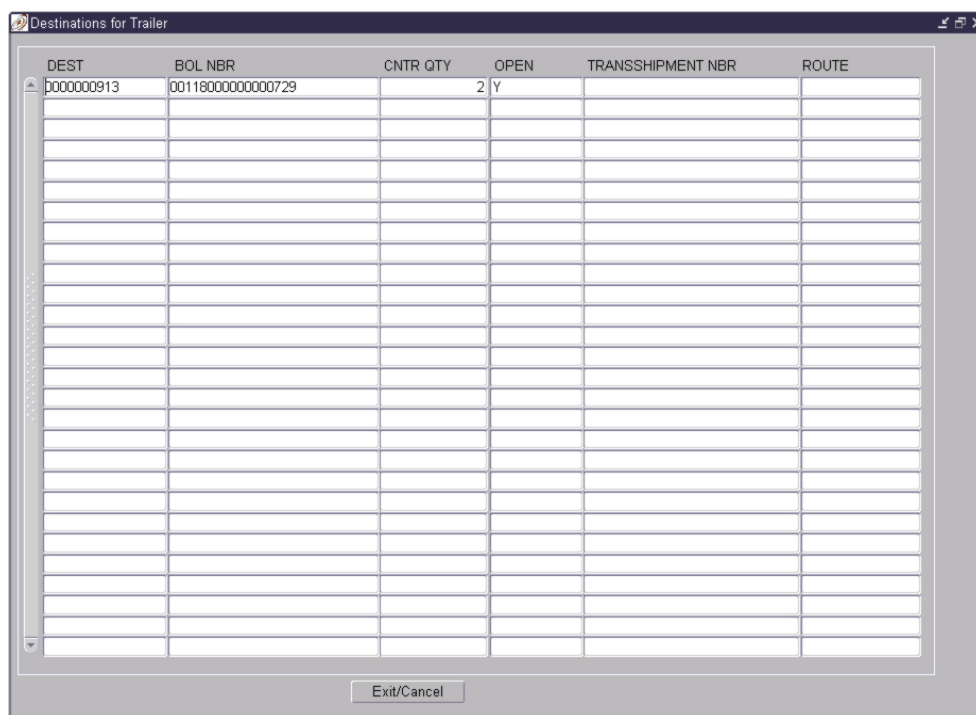 Destinations for Trailer
DEST BOL NBR CNTR QTY OPEN TRANSSHIPMENT NBR ROUTE
0000000913 00118000000000729 2 Y
Exit/Cancel